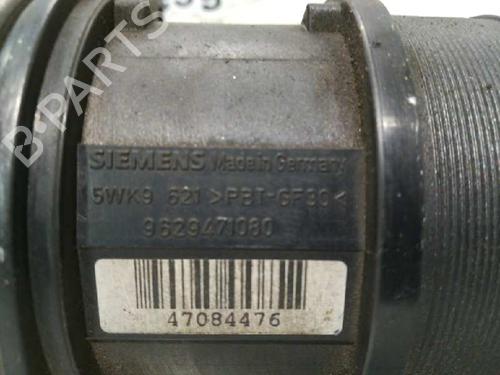 SIEMENS Made in Germany
5WK9 621 >PBT-GF30<
9629471080
47084476
B-PARTS